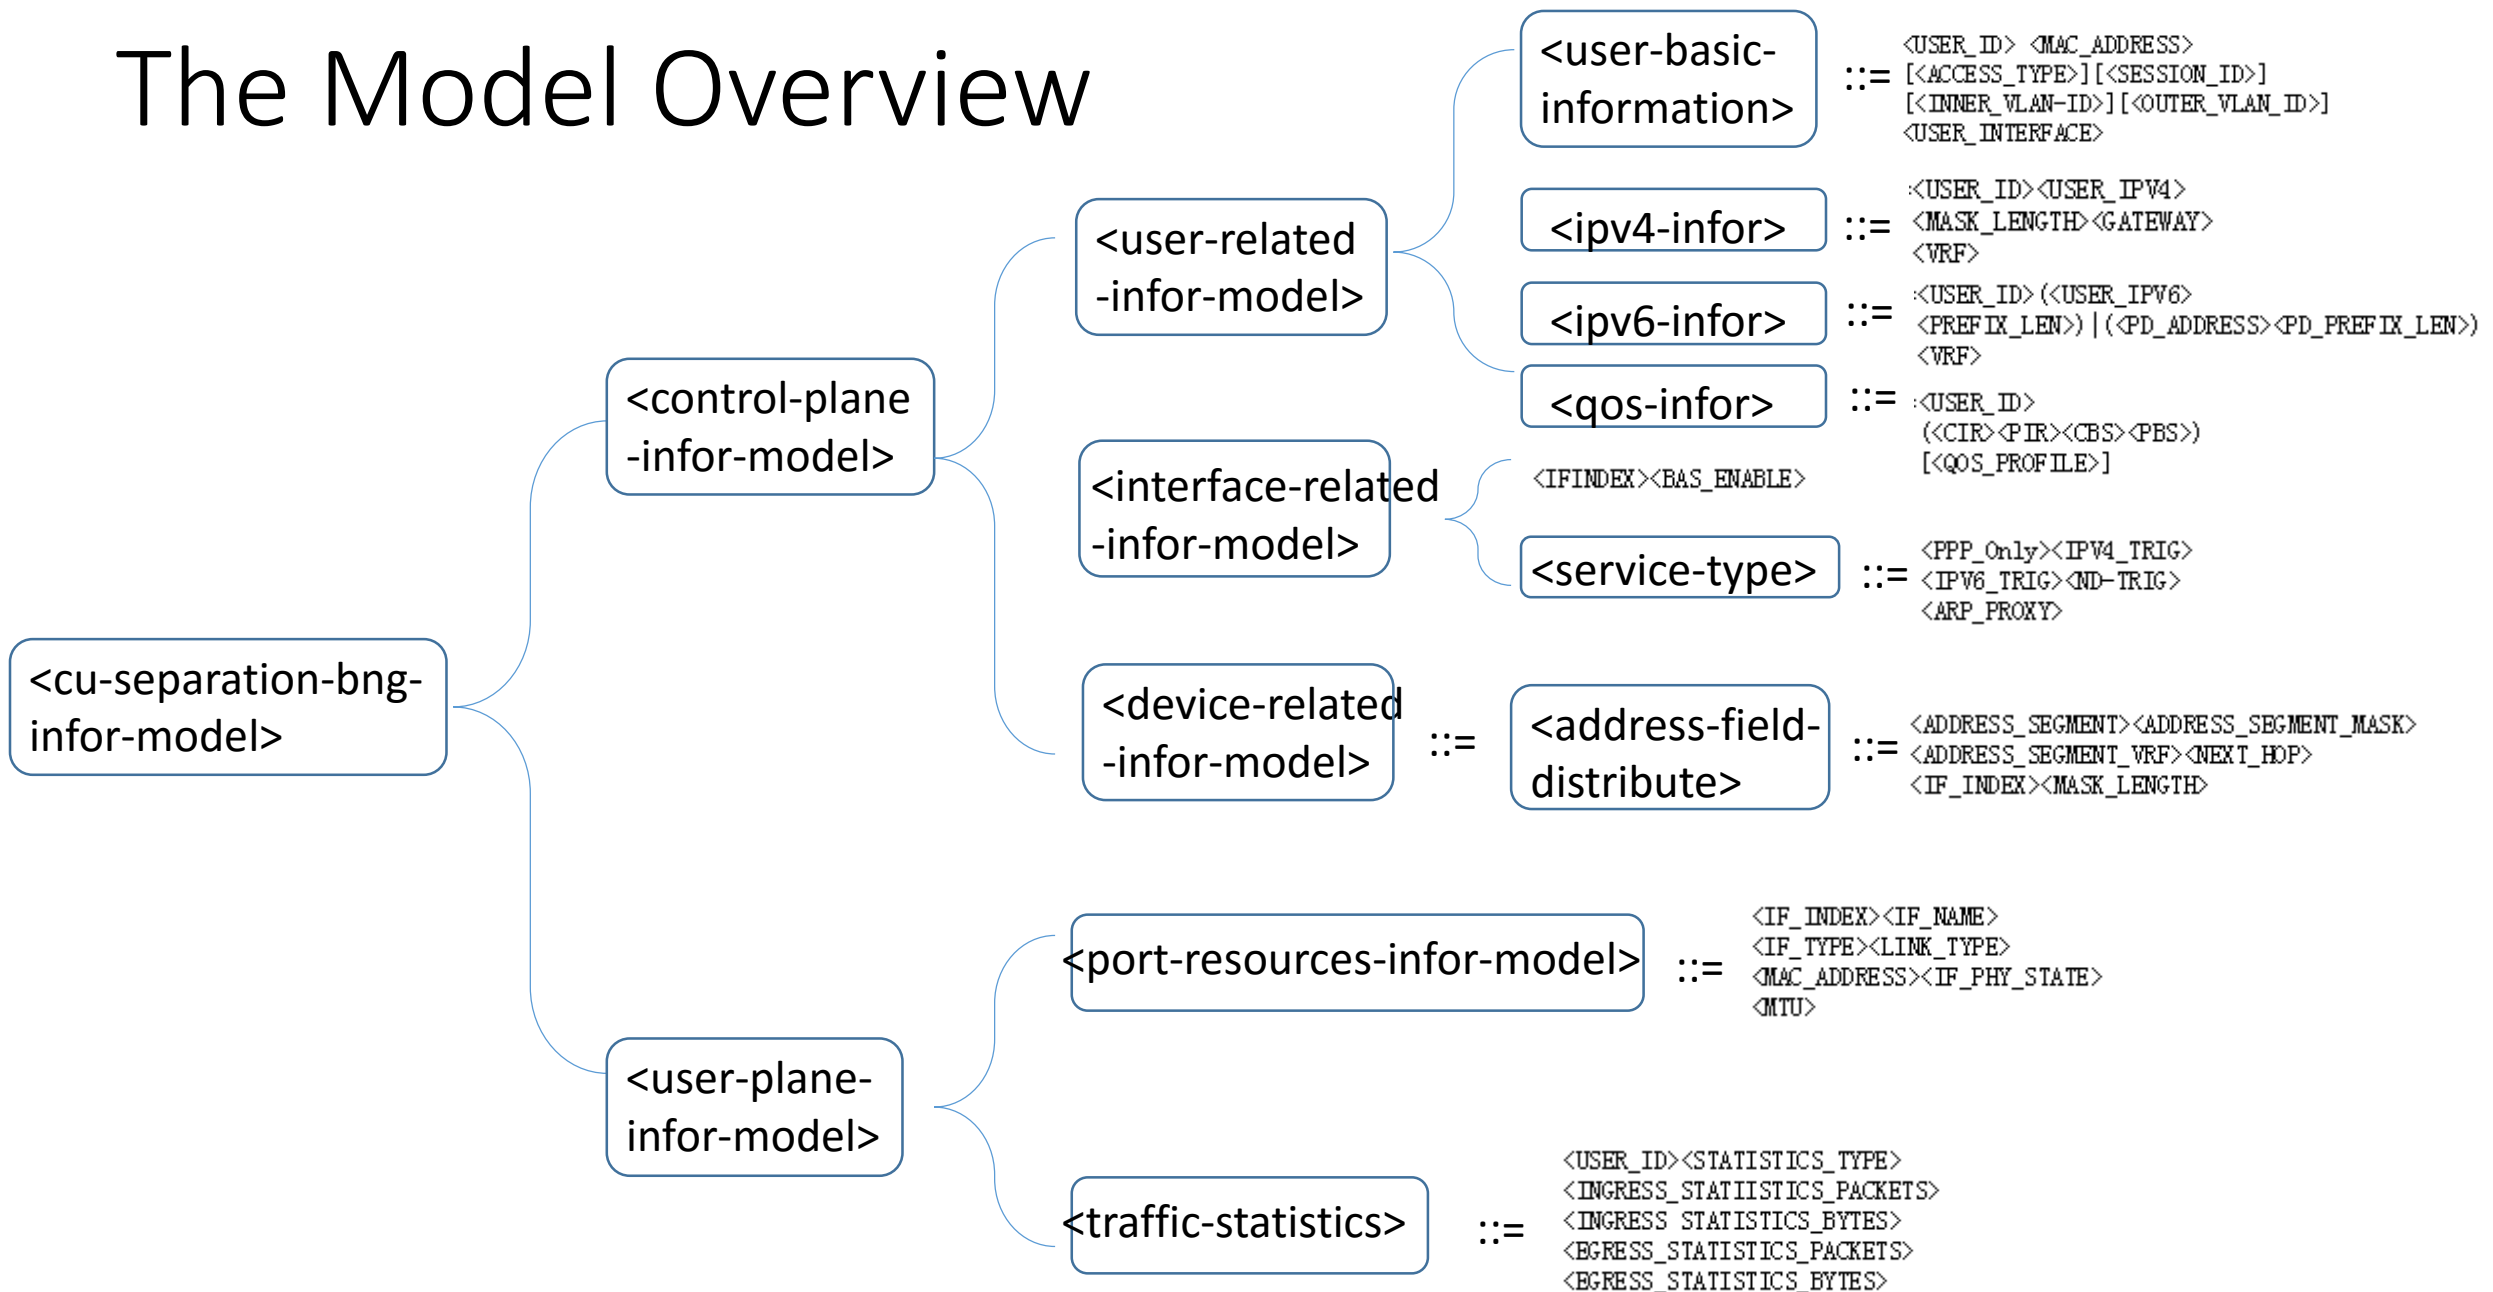 The Model Overview
<user-basic-
information>
::=
<USER_ID> <MAC_ADDRESS>
[<ACCESS_TYPE>][<SESSION_ID>]
[<INNER_VLAN-ID>][<OUTER_VLAN_ID>]
<USER_INTERFACE>
<user-related
-infor-model>
<ipv4-infor>
::=
:<USER_ID><USER_IPV4>
<MASK_LENGTH><GATEWAY>
<VRF>
<ipv6-infor>
::=
:<USER_ID>(<USER_IPV6>
<PREFIX_LEN>)|(<PD_ADDRESS><PD_PREFIX_LEN>)
<VRF>
<control-plane
-infor-model>
<qos-infor>
::=
:<USER_ID>
(<CIR><PIR><CBS><PBS>)
[<QOS_PROFILE>]
<interface-related
-infor-model>
<IFINDEX><BAS_ENABLE>
<service-type>
::=
<PPP_Only><IPV4_TRIG>
<IPV6_TRIG><ND-TRIG>
<ARP_PROXY>
<cu-separation-bng-
infor-model>
<device-related
-infor-model>
::=
<address-field-
distribute>
::=
<ADDRESS_SEGMENT><ADDRESS_SEGMENT_MASK>
<ADDRESS_SEGMENT_VRF><NEXT_HOP>
<IF_INDEX><MASK_LENGTH>
<port-resources-infor-model>
::=
<IF_INDEX><IF_NAME>
<IF_TYPE><LINK_TYPE>
<MAC_ADDRESS><IF_PHY_STATE>
<MTU>
<user-plane-
infor-model>
<traffic-statistics>
::=
<USER_ID><STATISTICS_TYPE>
<INGRESS_STATIISTICS_PACKETS>
<INGRESS STATISTICS_BYTES>
<EGRESS_STATISTICS_PACKETS>
<EGRESS_STATISTICS_BYTES>